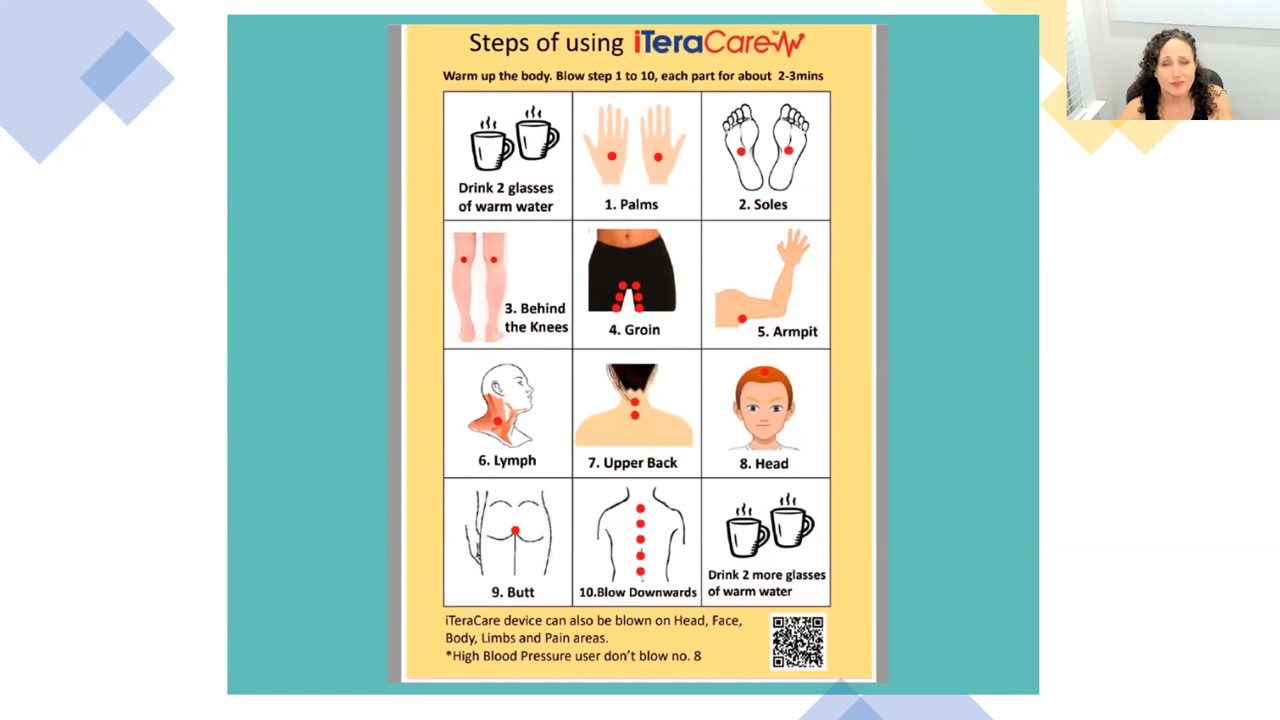 Steps of using iTeraCare™
Warm up the body. Blow step 1 to 10, each part for about 2-3mins
Drink 2 glasses
of warm water
1. Palms
2. Soles
3. Behind
the Knees
4. Groin
5. Armpit
6. Lymph
7. Upper Back
8. Head
9. Butt
10.Blow Downwards
Drink 2 more glasses
of warm water
iTeraCare device can also be blown on Head, Face,
Body, Limbs and Pain areas.
*High Blood Pressure user don't blow no. 8